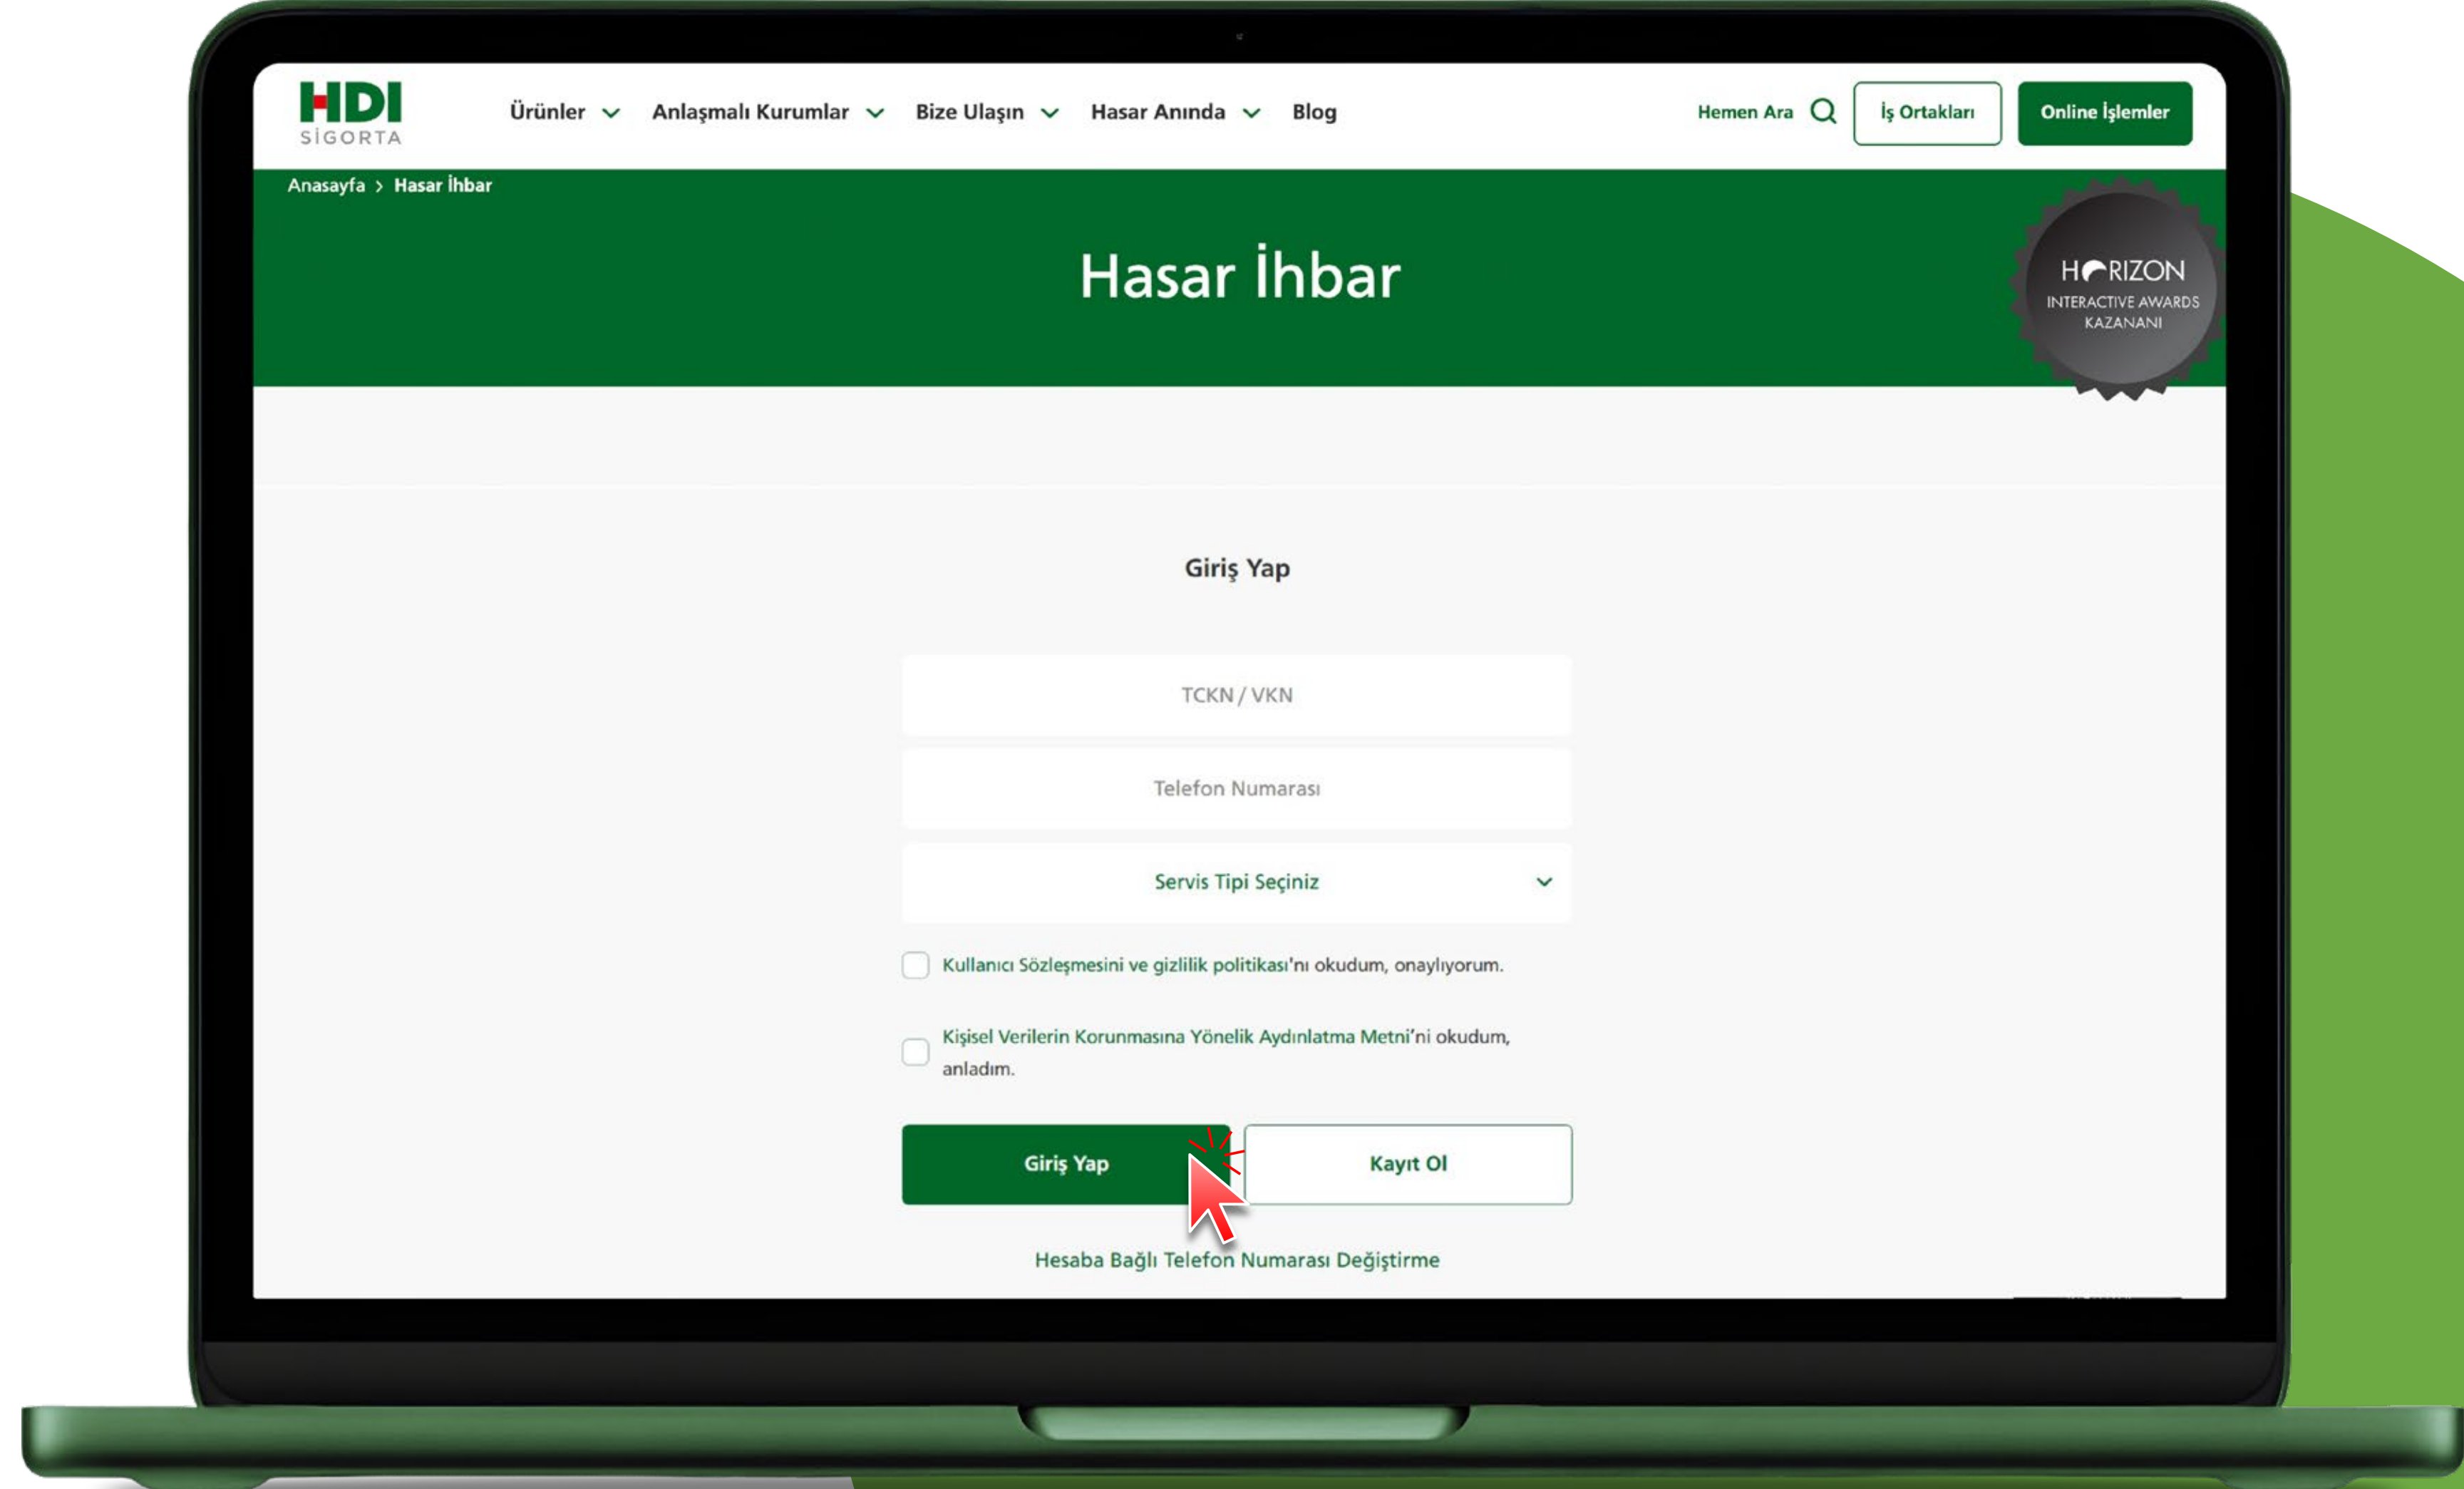 HDI
SİGORTA
Ürünler
Anlaşmalı Kurumlar
Bize Ulaşın
Hasar Anında
Blog
Hemen Ara
İş Ortakları
Online İşlemler
Anasayfa > Hasar İhbar
Hasar İhbar
HORIZON
INTERACTIVE AWARDS
KAZANANI
Giriş Yap
TCKN / VKN
Telefon Numarası
Servis Tipi Seçiniz
Kullanıcı Sözleşmesini ve gizlilik politikası'nı okudum, onaylıyorum.
Kişisel Verilerin Korunmasına Yönelik Aydınlatma Metni'ni okudum,
anladım.
Giriş Yap
Kayıt Ol
Hesaba Bağlı Telefon Numarası Değiştirme